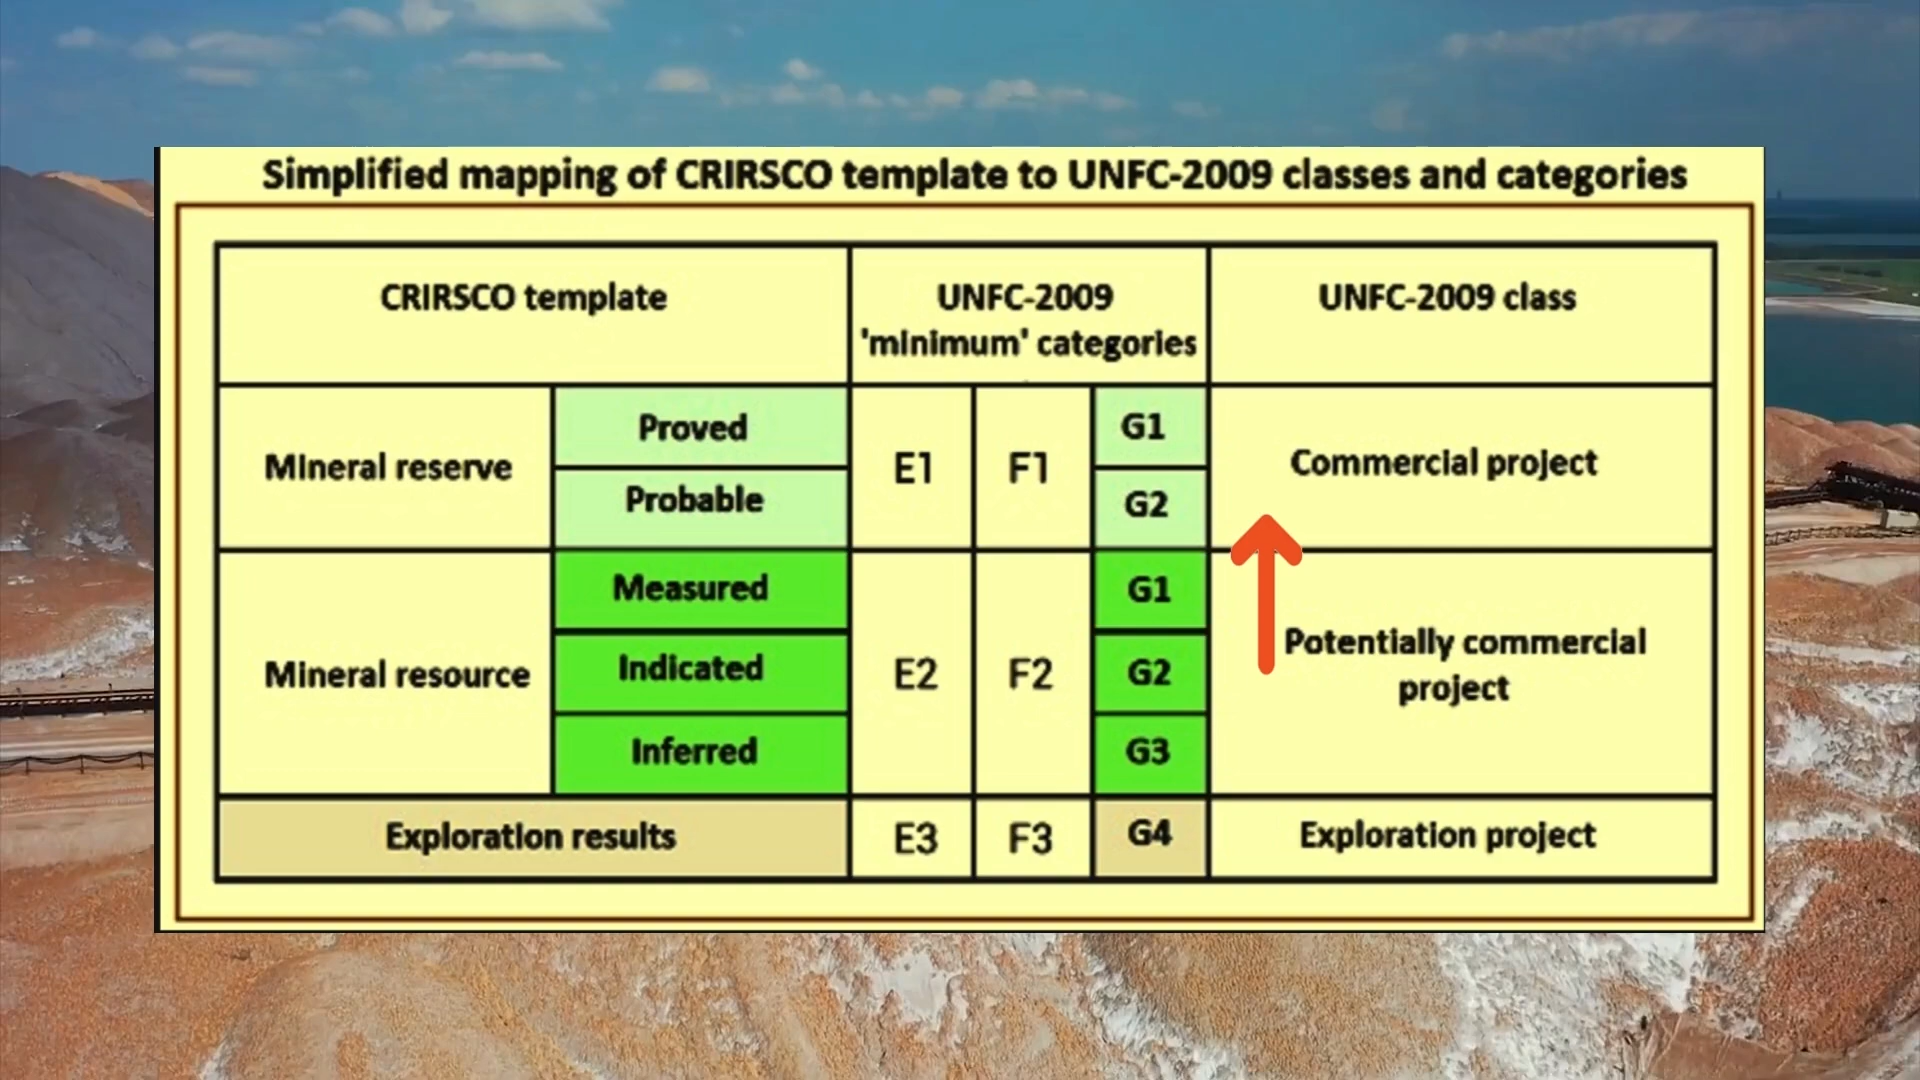 Simplified mapping of CRIRSCO template to UNFC-2009 classes and categories
CRIRSCO template
UNFC-2009
'minimum' categories
UNFC-2009 class
Mineral reserve
Proved
Probable
E1
F1
G1
G2
Commercial project
Mineral resource
Measured
Indicated
Inferred
E2
F2
G1
G2
G3
Potentially commercial
project
Exploration results
E3
F3
G4
Exploration project